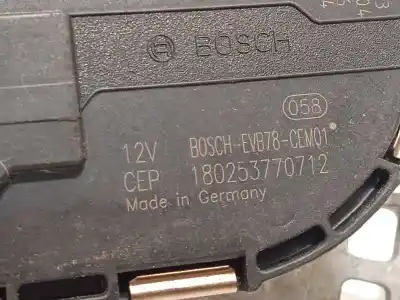 BOSCH
058
12V BOSCH-EVB78-CEM01
CEP 180253770712
Made in Germany